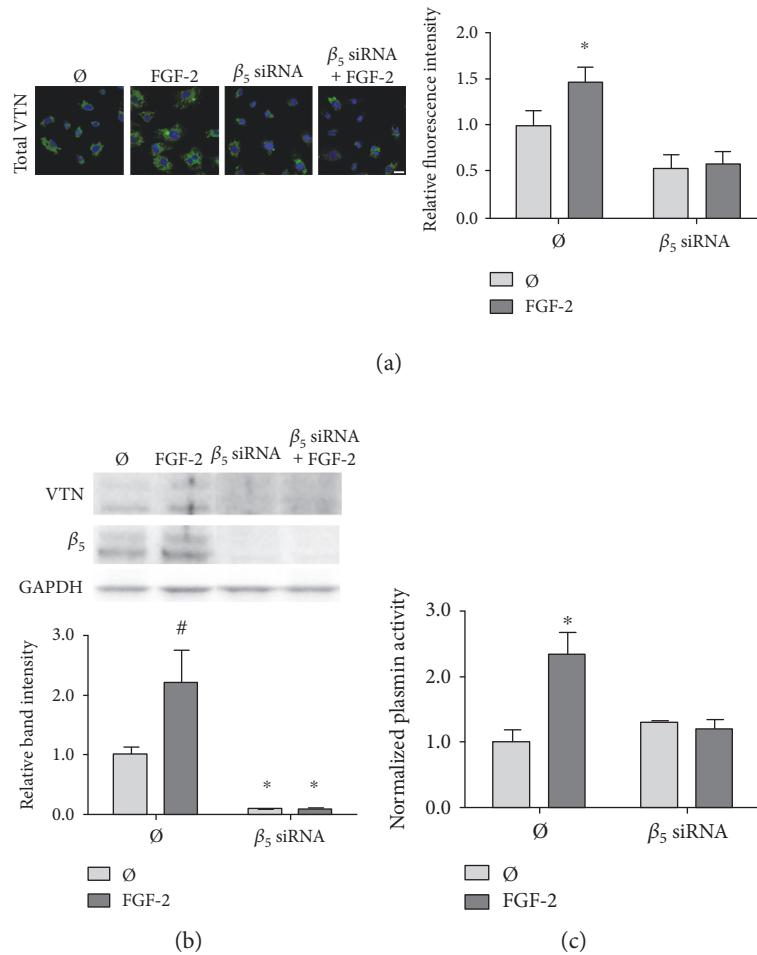 Ø
FGF-2
β5 siRNA
β5 siRNA
+ FGF-2
Total VTN
Relative fluorescence intensity
2.0
1.5
1.0
0.5
0.0
*
Ø
β5 siRNA
Ø
FGF-2
(a)
Ø
FGF-2
β5 siRNA
β5 siRNA
+ FGF-2
VTN
β5
GAPDH
Relative band intensity
3.0
2.0
1.0
0.0
#
*
*
Ø
β5 siRNA
Ø
FGF-2
(b)
Normalized plasmin activity
3.0
2.0
1.0
0.0
*
Ø
β5 siRNA
Ø
FGF-2
(c)